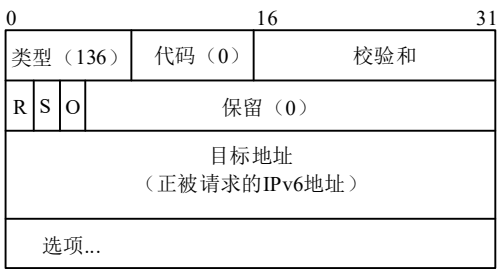 0 16 31
类型（136） 代码（0） 校验和
R S O 保留（0）
目标地址
（正被请求的IPv6地址）
选项...